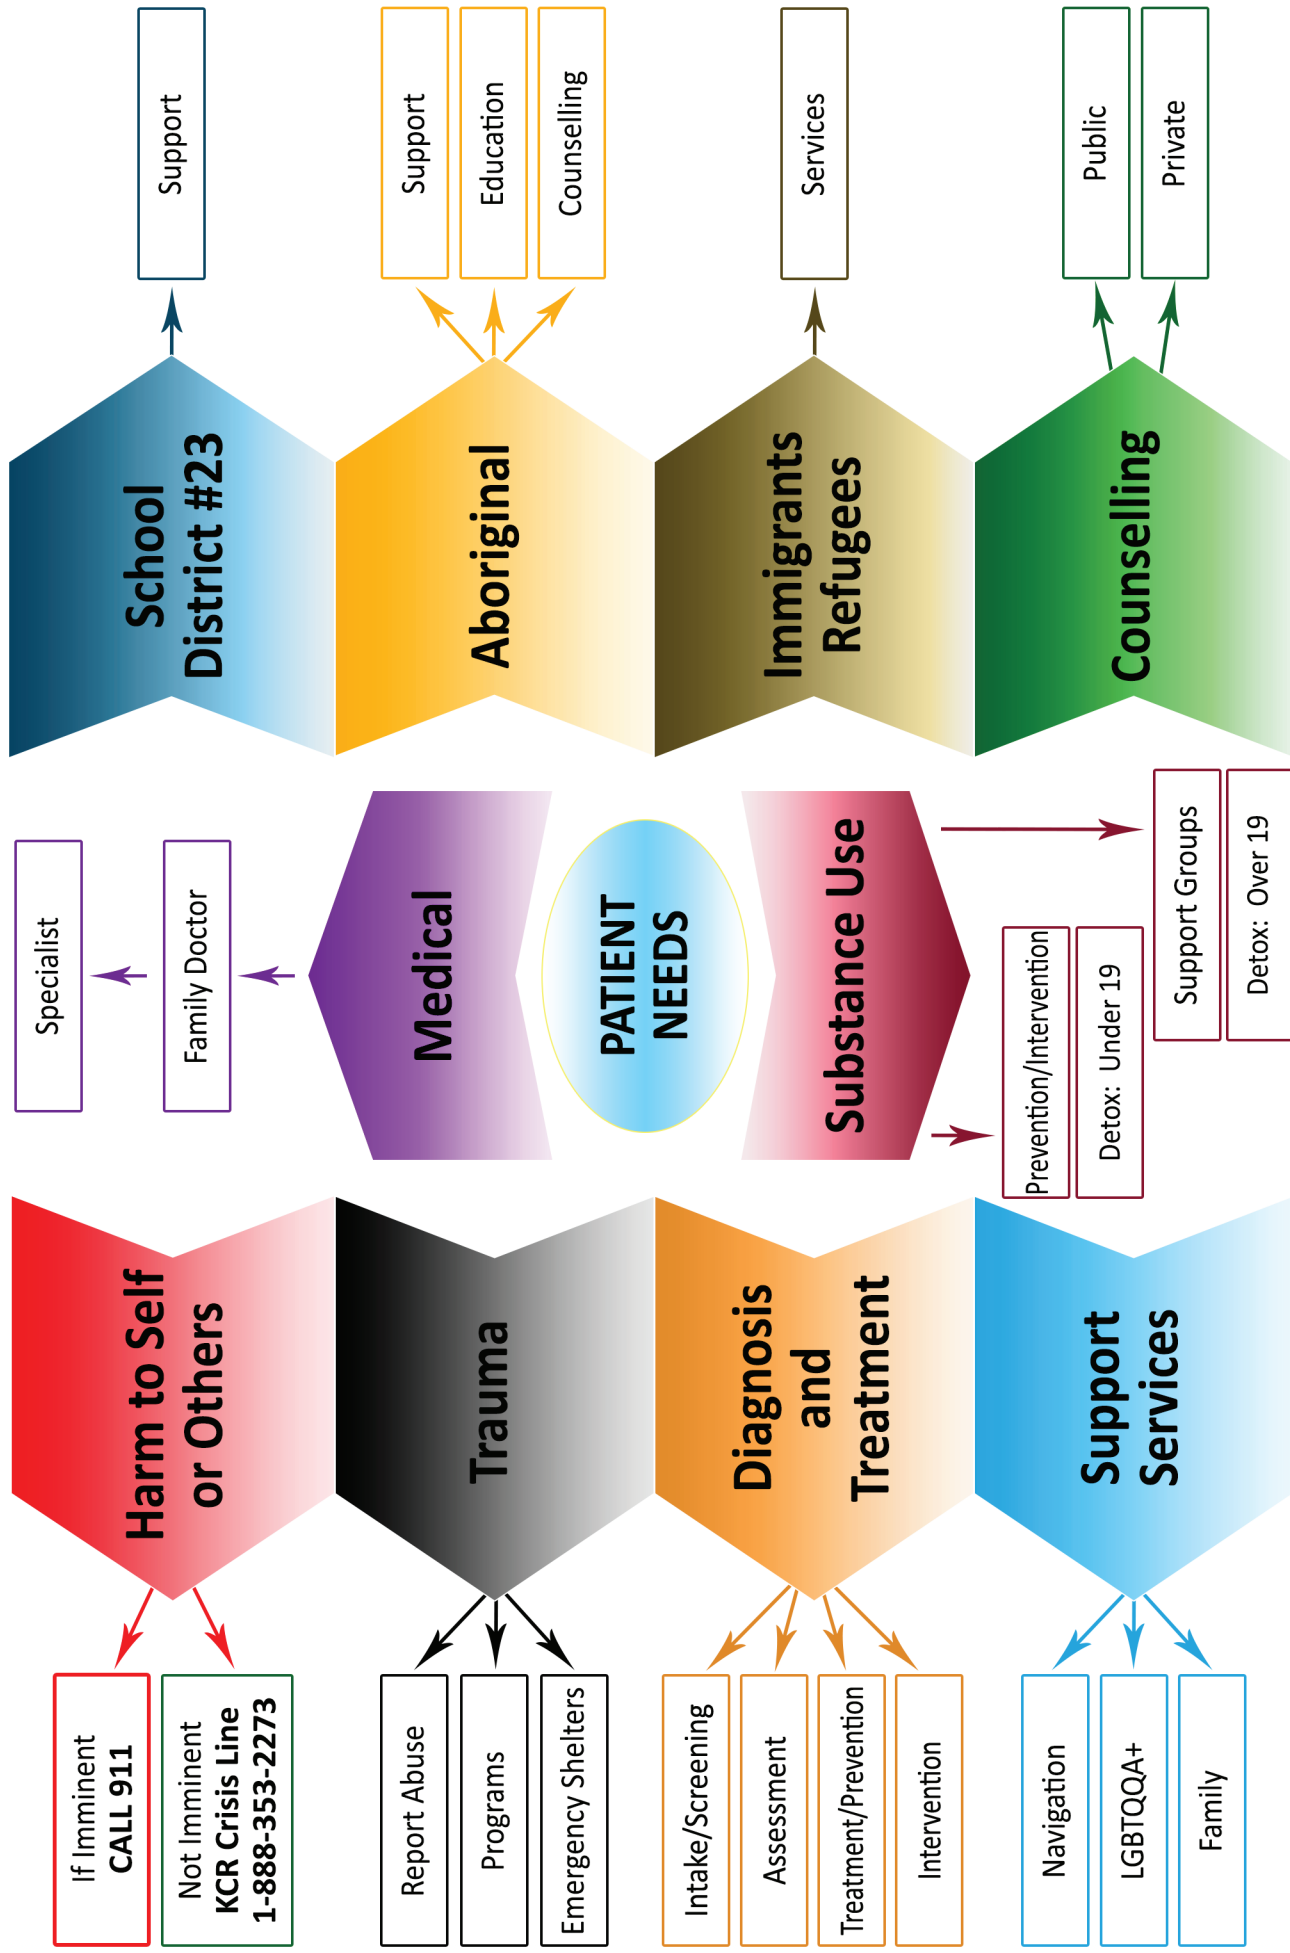 If Imminent
CALL 911
Not Imminent
KCR Crisis Line
1-888-353-2273
Harm to Self
or Others
Report Abuse
Programs
Emergency Shelters
Trauma
Intake/Screening
Assessment
Treatment/Prevention
Intervention
Diagnosis
and
Treatment
Navigation
LGBTQQA+
Family
Support
Services
Specialist
Family Doctor
Medical
PATIENT
NEEDS
Substance Use
Prevention/Intervention
Detox:  Under 19
Support Groups
Detox:  Over 19
School
District #23
Support
Aboriginal
Support
Education
Counselling
Immigrants
Refugees
Services
Counselling
Public
Private